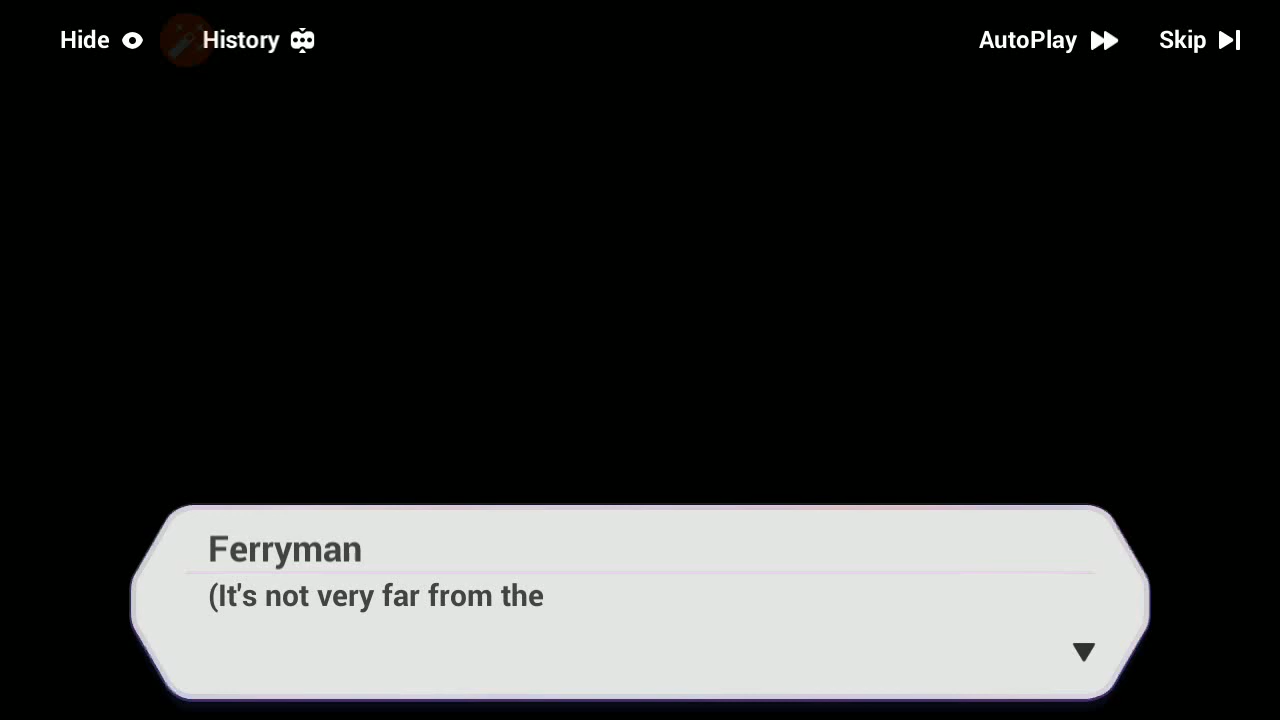 Hide
History
AutoPlay
Skip
Ferryman
(It's not very far from the